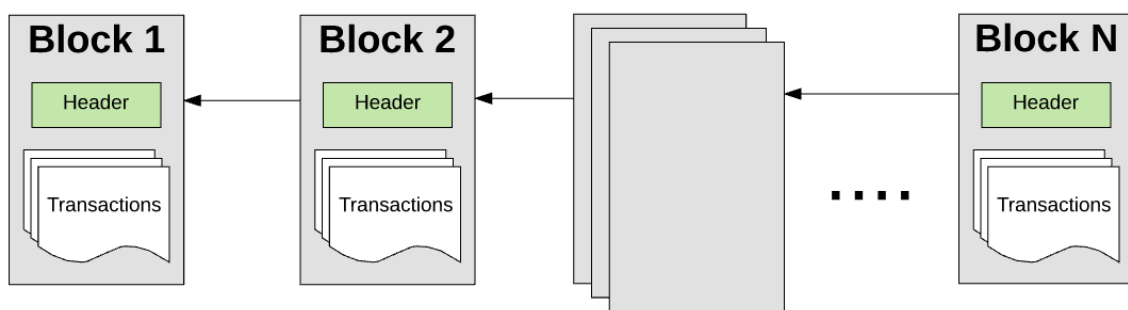 Block 1
Header
Transactions
Block 2
Header
Transactions
....
Block N
Header
Transactions